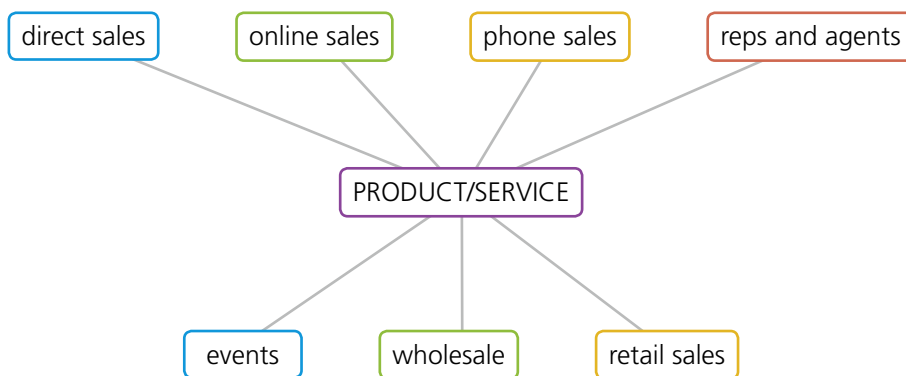 direct sales
online sales
phone sales
reps and agents
PRODUCT/SERVICE
events
wholesale
retail sales